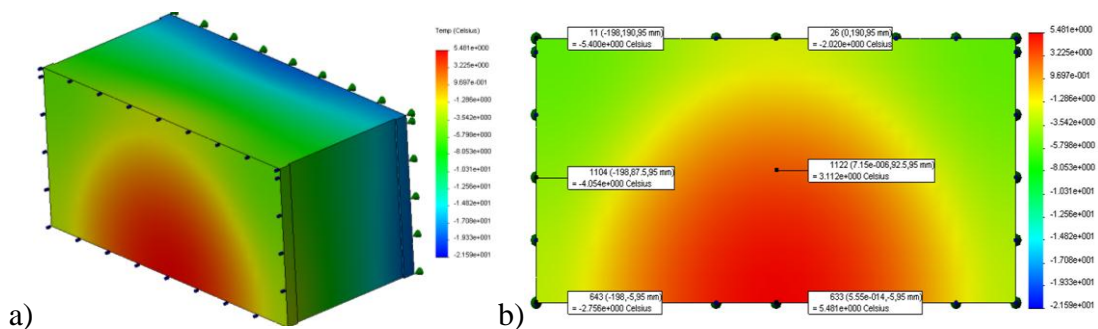 Temp (Celsius)
5.481e+000
3.225e+000
9.697e-001
-1.286e+000
-3.542e+000
-5.798e+000
-8.053e+000
-1.031e+001
-1.256e+001
-1.482e+001
-1.708e+001
-1.933e+001
-2.159e+001
a)
11 (-198,190,95 mm)
= -5.400e+000 Celsius
26 (0,190,95 mm)
= -2.020e+000 Celsius
1104 (-198,87.5,95 mm)
= -4.054e+000 Celsius
1122 (7.15e-006,92.5,95 mm)
= 3.112e+000 Celsius
643 (-198,-5,95 mm)
= -2.756e+000 Celsius
633 (5.55e-014,-5,95 mm)
= 5.481e+000 Celsius
5.481e+000
3.225e+000
9.697e-001
-1.286e+000
-3.542e+000
-5.798e+000
-8.053e+000
-1.031e+001
-1.256e+001
-1.482e+001
-1.708e+001
-1.933e+001
-2.159e+001
b)